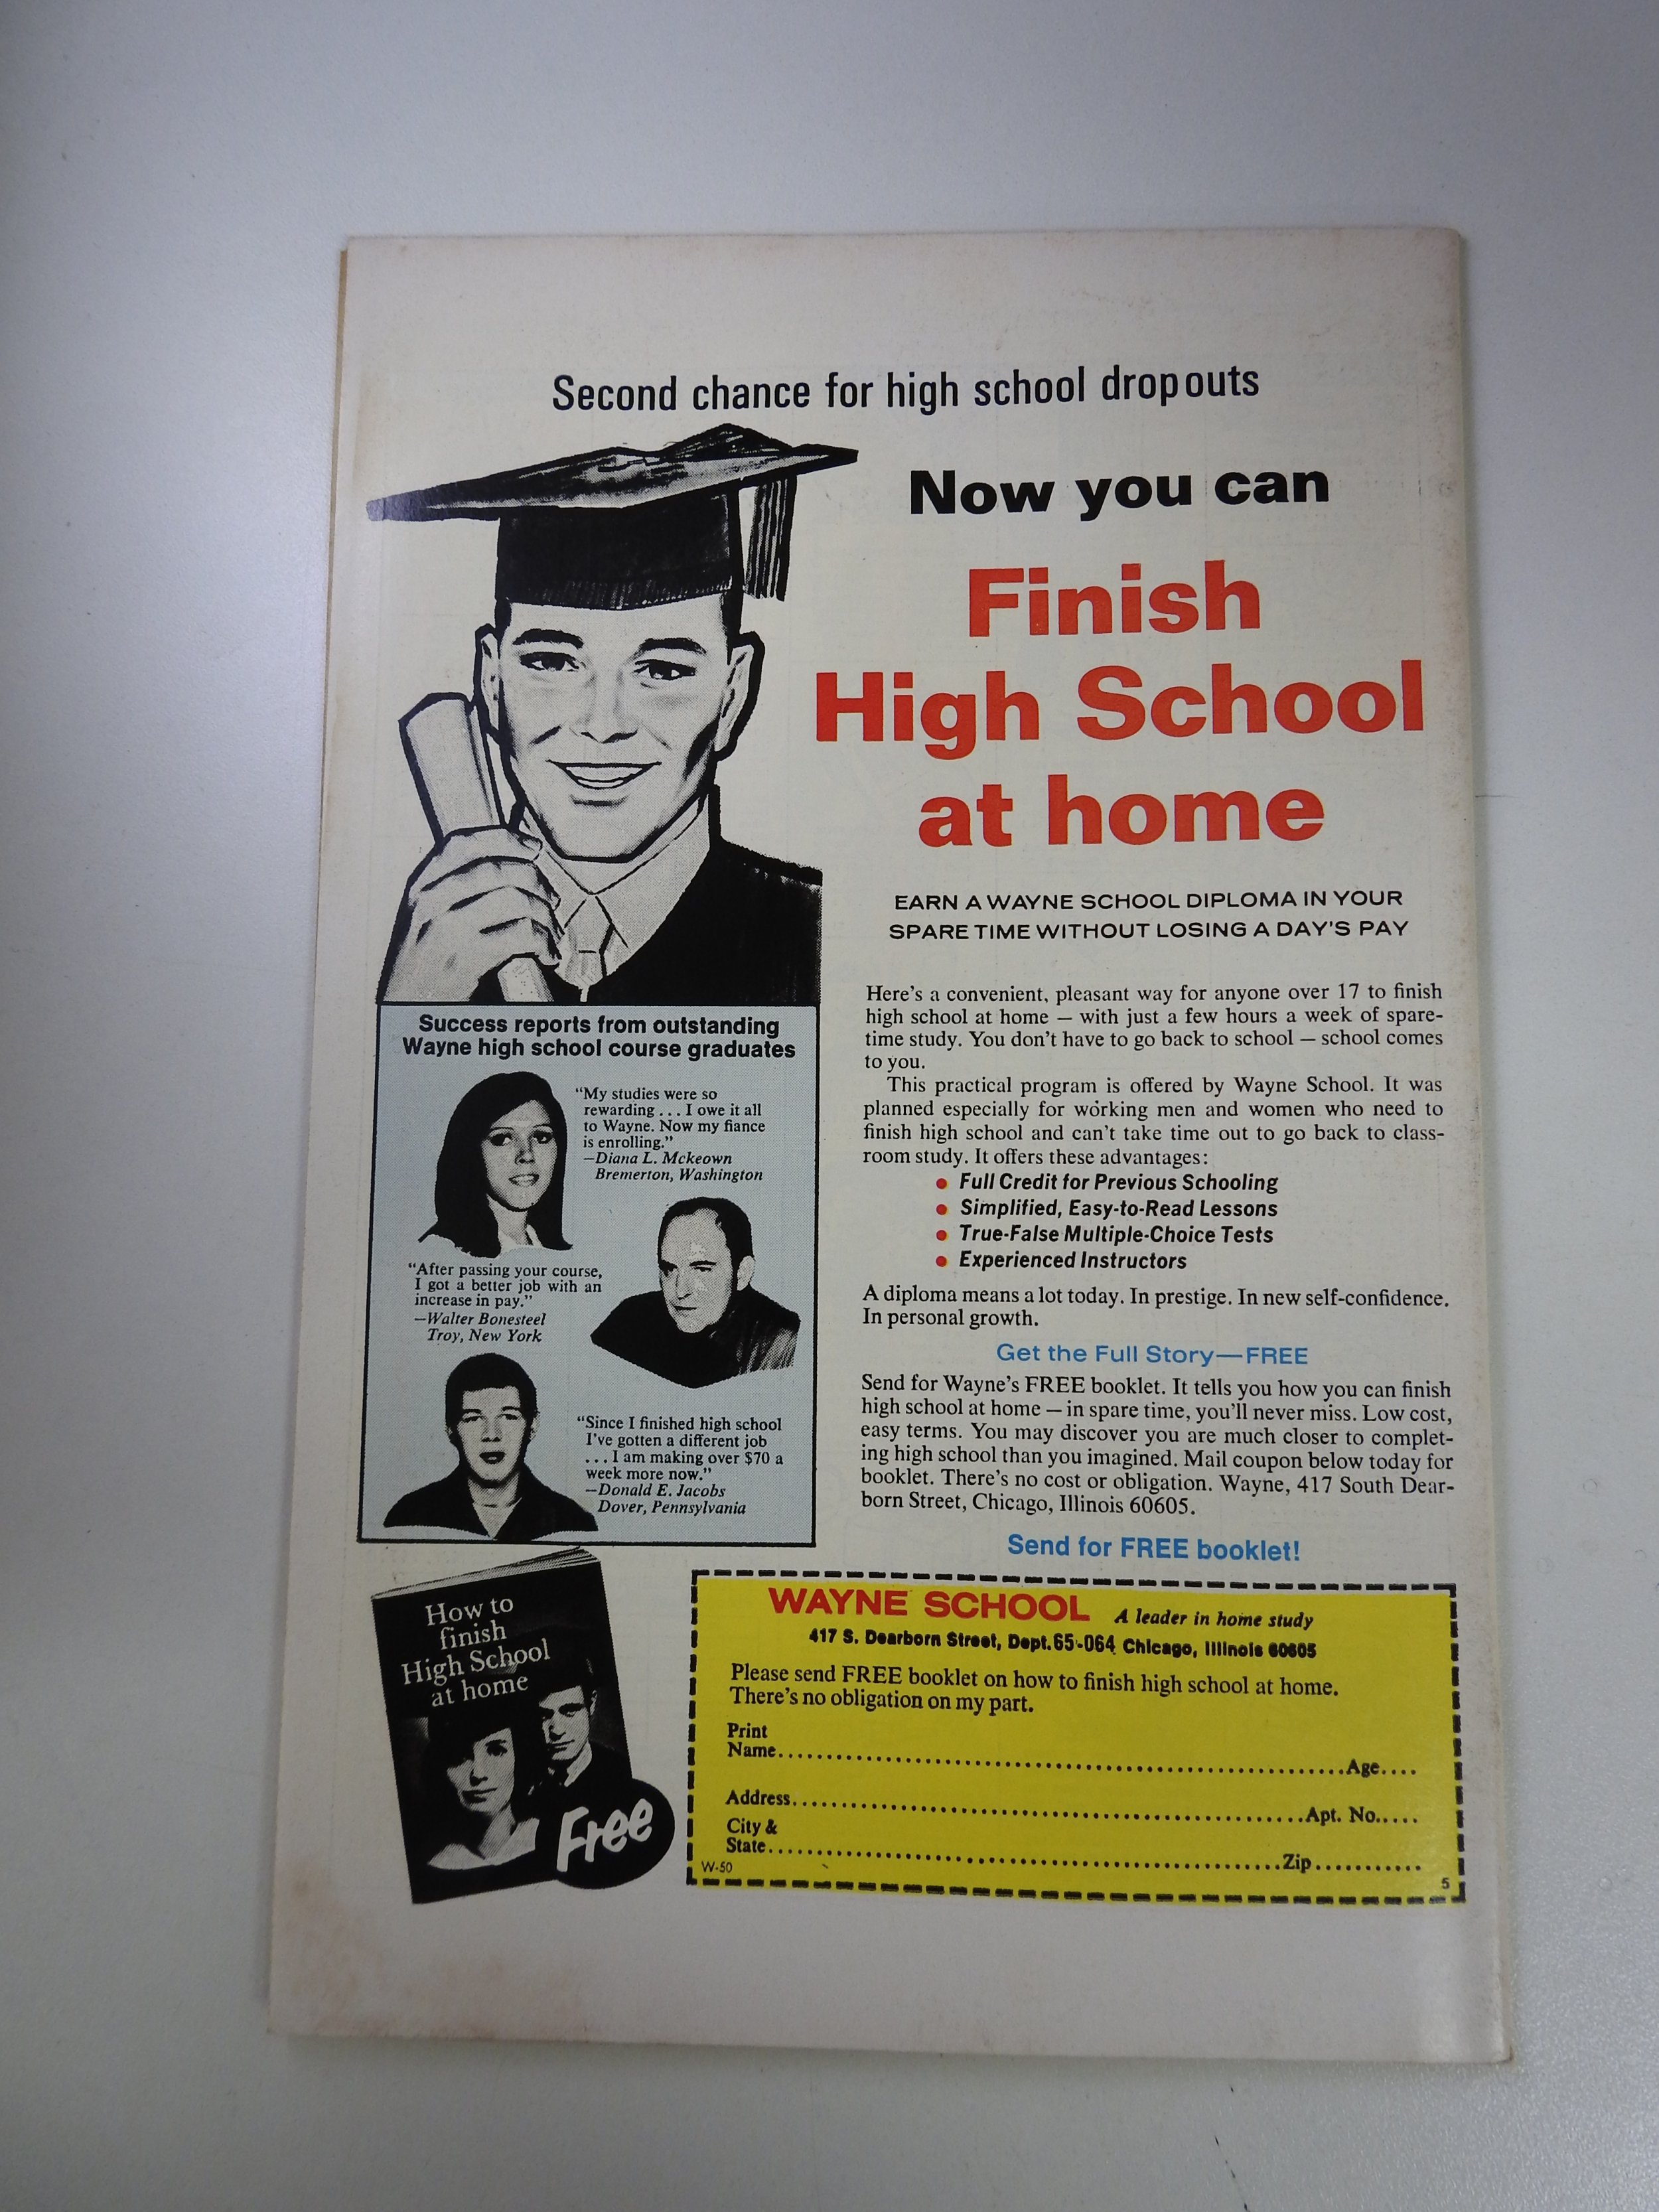 Second chance for high school dropouts
Now you can
Finish
High School
at home
EARN A WAYNE SCHOOL DIPLOMA IN YOUR
SPARE TIME WITHOUT LOSING A DAY'S PAY
Here's a convenient, pleasant way for anyone over 17 to finish
high school at home — with just a few hours a week of spare-
time study. You don't have to go back to school — school comes
to you.
This practical program is offered by Wayne School. It was
planned especially for working men and women who need to
finish high school and can't take time out to go back to class-
room study. It offers these advantages:
• Full Credit for Previous Schooling
• Simplified, Easy-to-Read Lessons
• True-False Multiple-Choice Tests
• Experienced Instructors
A diploma means a lot today. In prestige. In new self-confidence.
In personal growth.
Get the Full Story—FREE
Send for Wayne's FREE booklet. It tells you how you can finish
high school at home — in spare time, you'll never miss. Low cost,
easy terms. You may discover you are much closer to complet-
ing high school than you imagined. Mail coupon below today for
booklet. There's no cost or obligation. Wayne, 417 South Dear-
born Street, Chicago, Illinois 60605.
Send for FREE booklet!
Success reports from outstanding
Wayne high school course graduates
"My studies were so
rewarding . . . I owe it all
to Wayne. Now my fiance
is enrolling."
—Diana L. Mckeown
Bremerton, Washington
"After passing your course,
I got a better job with an
increase in pay."
—Walter Bonesteel
Troy, New York
"Since I finished high school
I've gotten a different job
. . . I am making over $70 a
week more now."
—Donald E. Jacobs
Dover, Pennsylvania
How to
finish
High School
at home
Free
WAYNE SCHOOL A leader in home study
417 S. Dearborn Street, Dept. 65-064 Chicago, Illinois 60605
Please send FREE booklet on how to finish high school at home.
There's no obligation on my part.
Print
Name.......... Age....
Address.......... Apt. No.....
City &
State.......... Zip..........
W-50
5